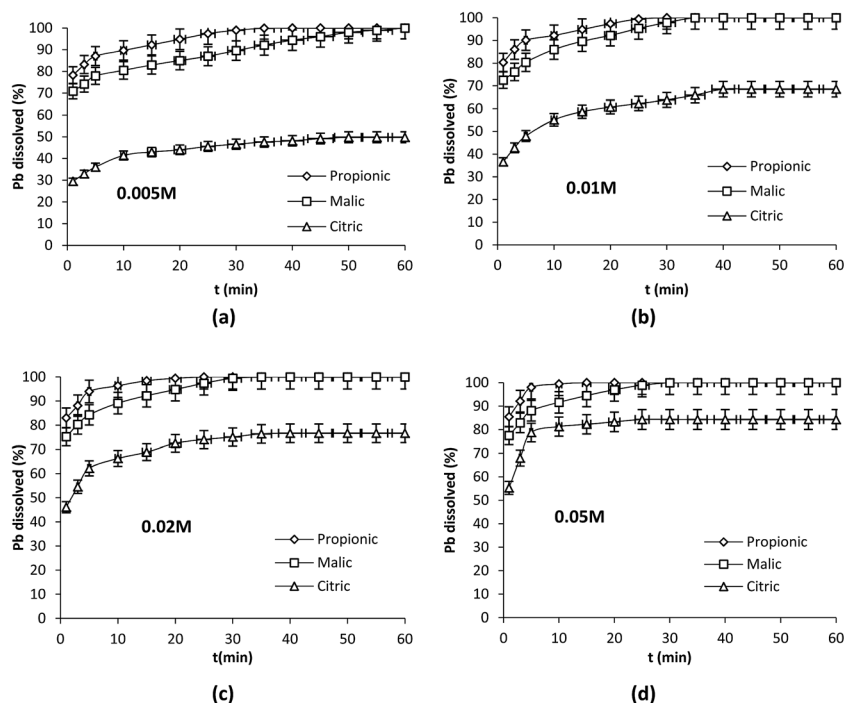 100
90
80
70
60
50
40
30
20
10
0
Pb dissolved (%)
0.005M
Propionic
Malic
Citric
0 10 20 30 40 50 60
t (min)
(a)
100
90
80
70
60
50
40
30
20
10
0
Pb dissolved (%)
0.01M
Propionic
Malic
Citric
0 10 20 30 40 50 60
t (min)
(b)
100
90
80
70
60
50
40
30
20
10
0
Pb dissolved (%)
0.02M
Propionic
Malic
Citric
0 10 20 30 40 50 60
t(min)
(c)
100
90
80
70
60
50
40
30
20
10
0
Pb dissolved (%)
0.05M
Propionic
Malic
Citric
0 10 20 30 40 50 60
t (min)
(d)